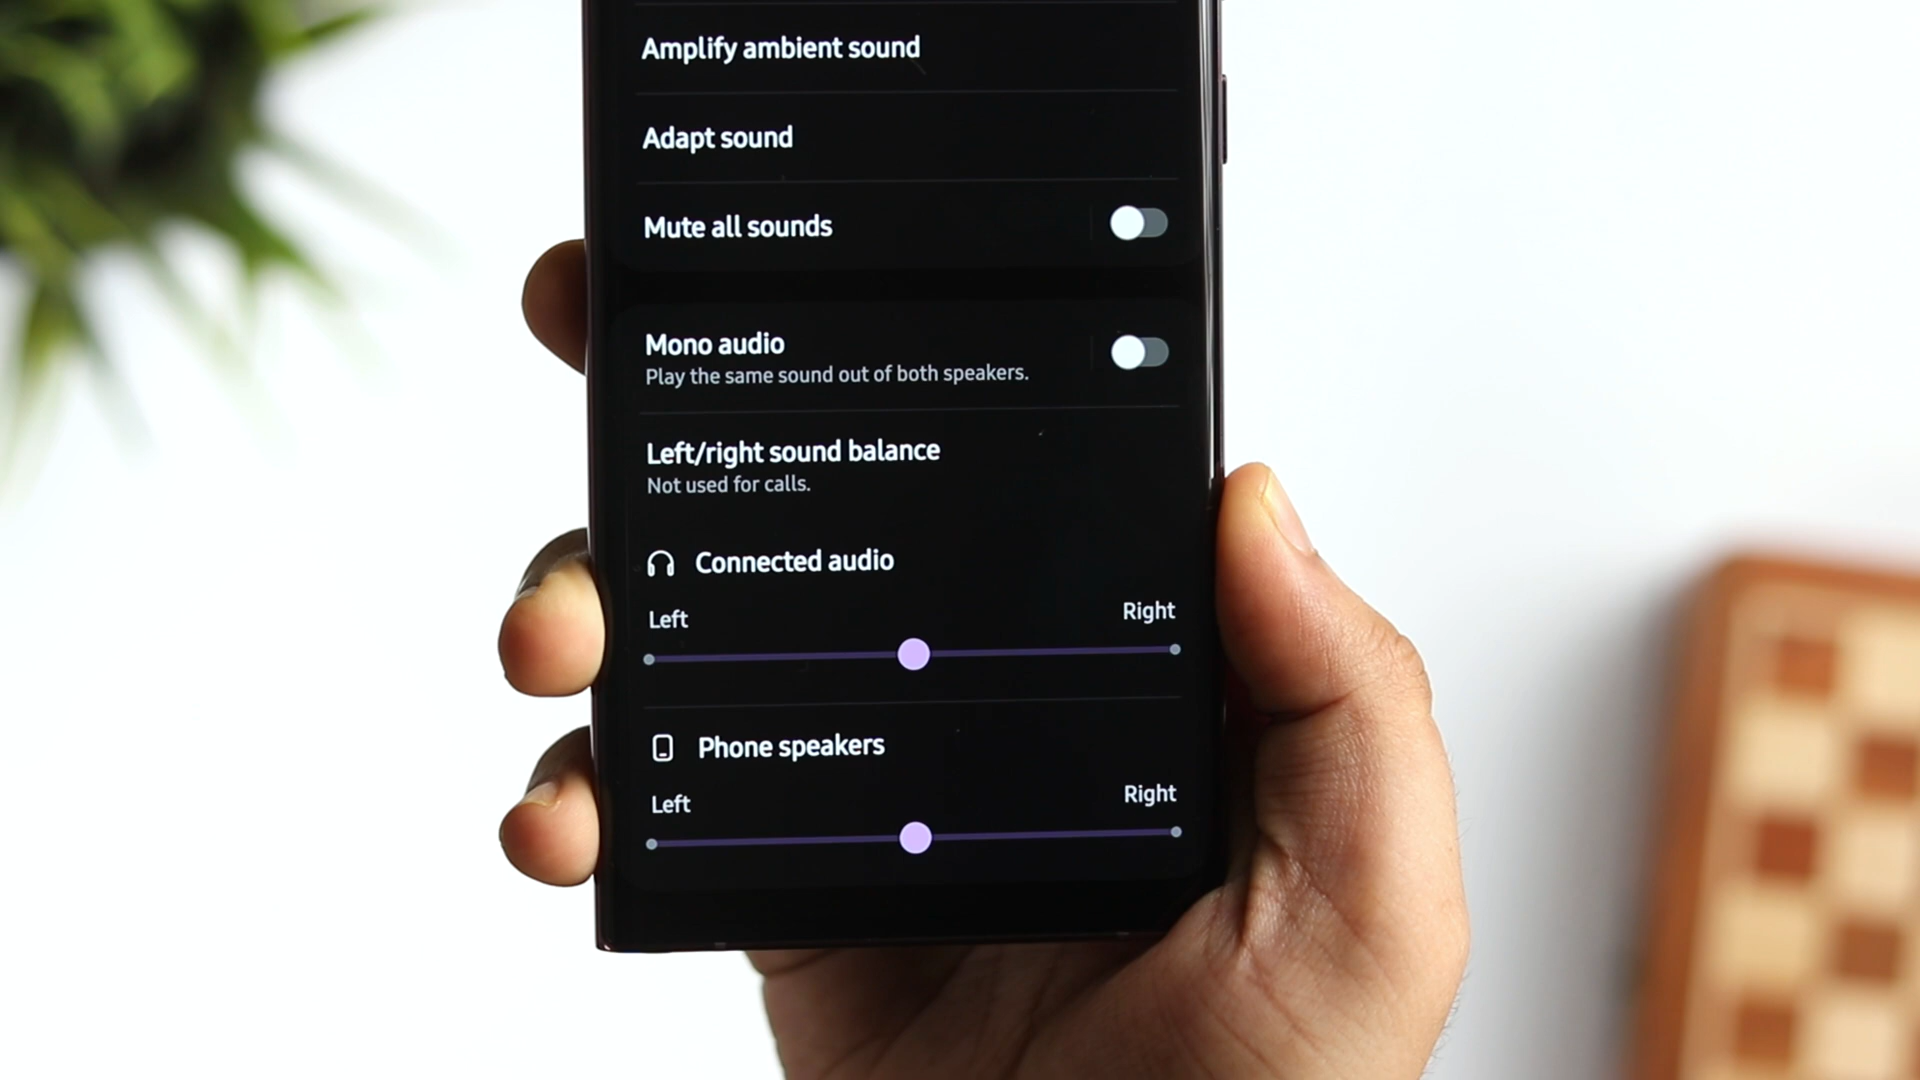 Amplify ambient sound
Adapt sound
Mute all sounds
Mono audio
Play the same sound out of both speakers.
Left/right sound balance
Not used for calls.
Connected audio
Left
Right
Phone speakers
Left
Right